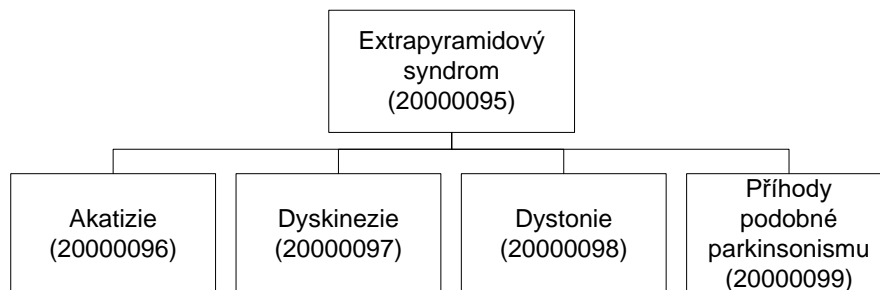 Extrapyramidový
syndrom
(20000095)
Akatizie
(20000096)
Dyskinezie
(20000097)
Dystonie
(20000098)
Příhody
podobné
parkinsonismu
(20000099)